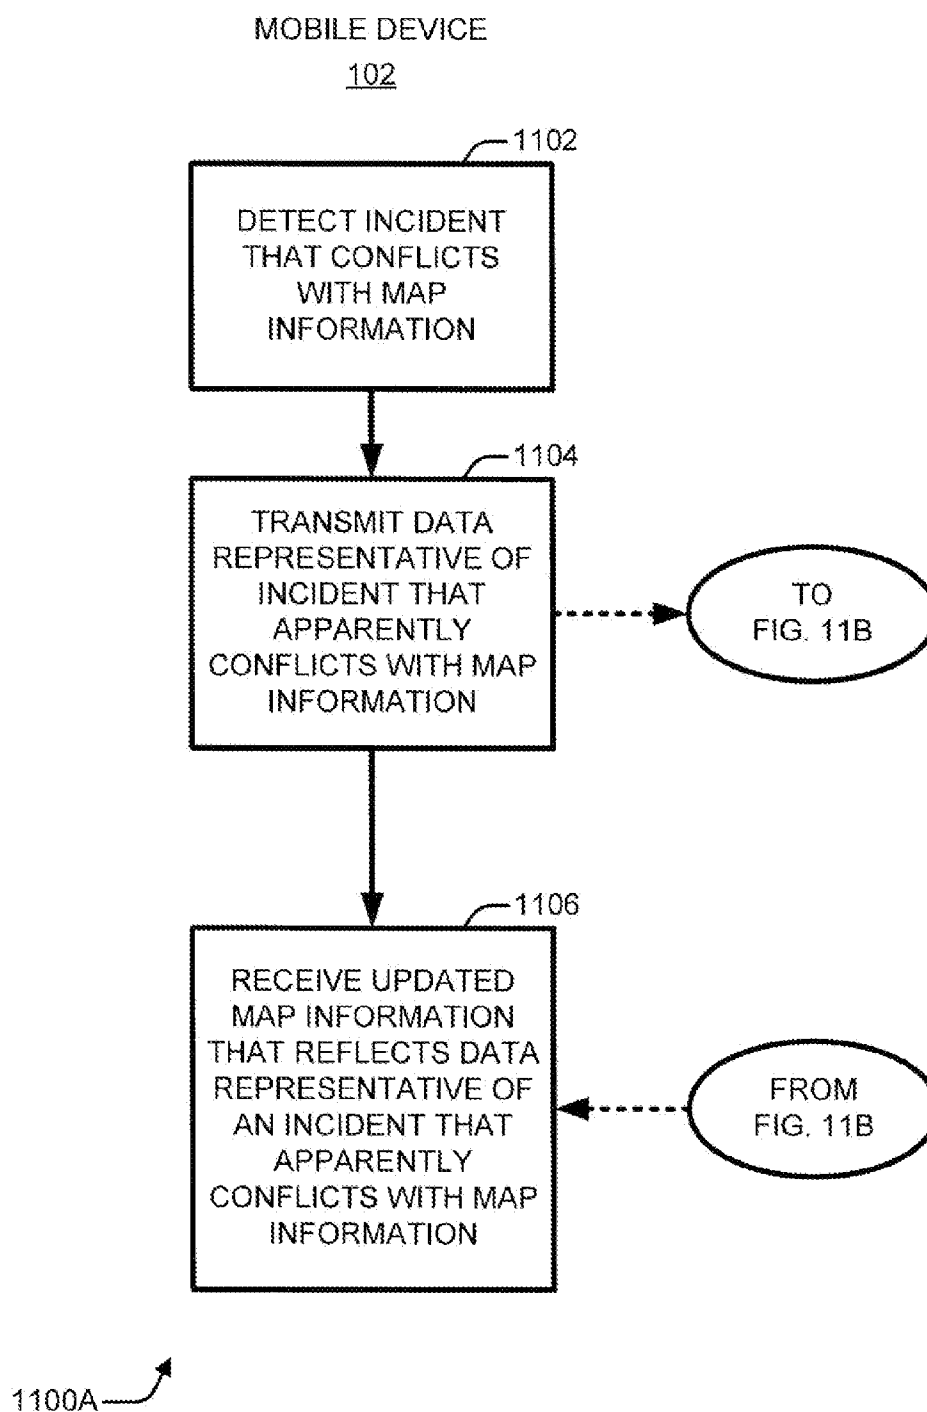 MOBILE DEVICE
102
1102
DETECT INCIDENT
THAT CONFLICTS
WITH MAP
INFORMATION
1104
TRANSMIT DATA
REPRESENTATIVE OF
INCIDENT THAT
APPARENTLY
CONFLICTS WITH MAP
INFORMATION
TO
FIG. 11B
1106
RECEIVE UPDATED
MAP INFORMATION
THAT REFLECTS DATA
REPRESENTATIVE OF
AN INCIDENT THAT
APPARENTLY
CONFLICTS WITH MAP
INFORMATION
FROM
FIG. 11B
1100A